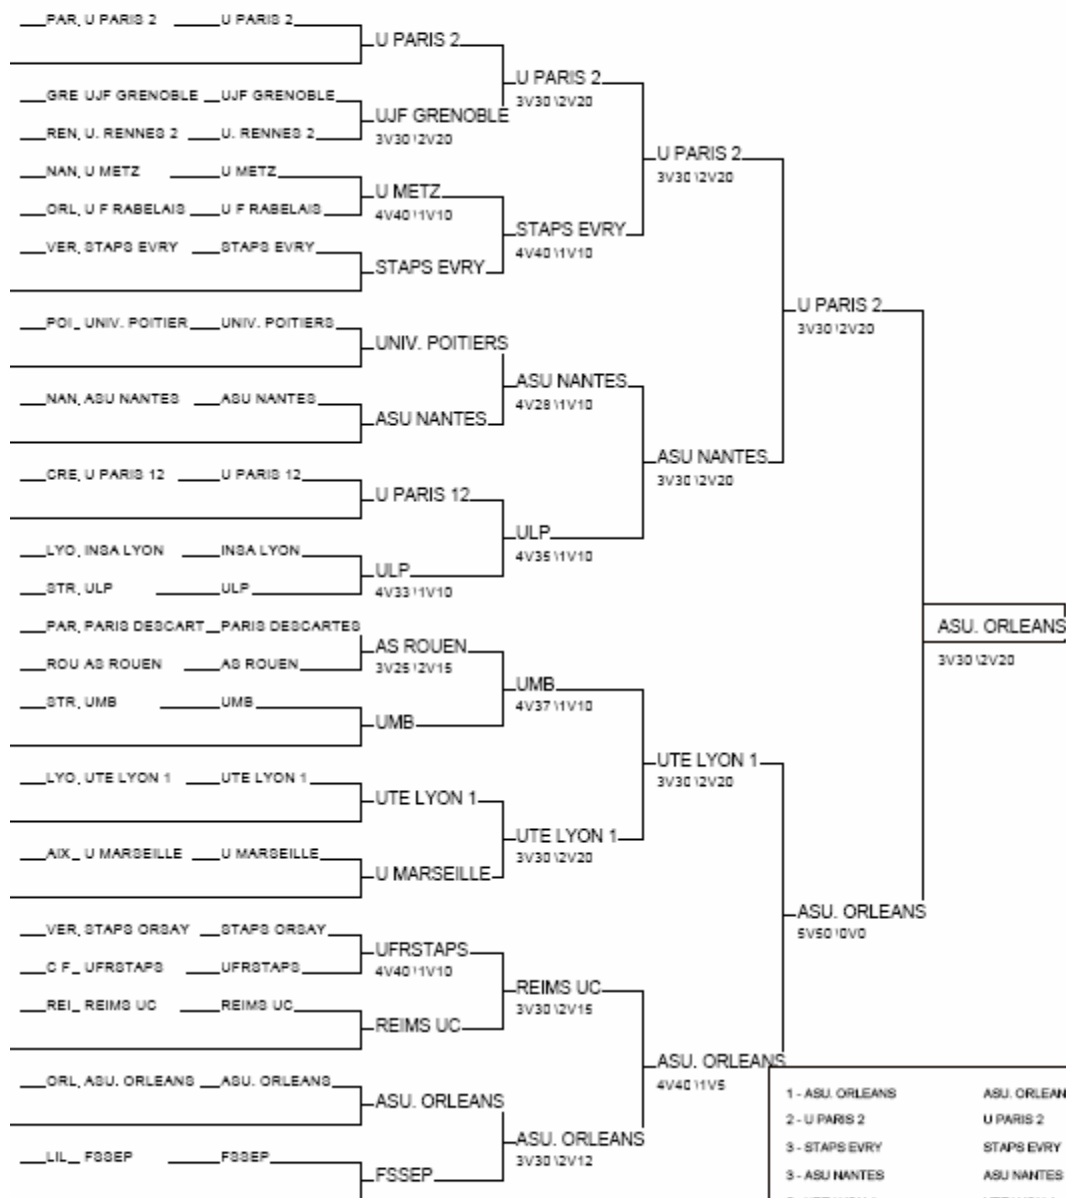 PAR, U PARIS 2 U PARIS 2
U PARIS 2
U PARIS 2
3V30 \2V20
GRE UJF GRENOBLE UJF GRENOBLE
UJF GRENOBLE
3V30 \2V20
REN, U. RENNES 2 U. RENNES 2
U PARIS 2
3V30 \2V20
NAN, U METZ U METZ
U METZ
4V40 \1V10
ORL, U F RABELAIS U F RABELAIS
STAPS EVRY
4V40 \1V10
VER, STAPS EVRY STAPS EVRY
STAPS EVRY
U PARIS 2
3V30 \2V20
POI_ UNIV. POITIER UNIV. POITIERS
UNIV. POITIERS
ASU NANTES
4V28 \1V10
NAN, ASU NANTES ASU NANTES
ASU NANTES
ASU NANTES
3V30 \2V20
CRE, U PARIS 12 U PARIS 12
U PARIS 12
ULP
4V35 \1V10
LYO, INSA LYON INSA LYON
ULP
4V33 \1V10
STR, ULP ULP
ASU. ORLEANS
3V30 \2V20
PAR, PARIS DESCART PARIS DESCARTES
AS ROUEN
3V25 \2V15
ROU AS ROUEN AS ROUEN
UMB
4V37 \1V10
STR, UMB UMB
UMB
UTE LYON 1
3V30 \2V20
LYO, UTE LYON 1 UTE LYON 1
UTE LYON 1
UTE LYON 1
3V30 \2V20
AIX_ U MARSEILLE U MARSEILLE
U MARSEILLE
ASU. ORLEANS
5V50 \0V0
VER, STAPS ORSAY STAPS ORSAY
UFRSTAPS
4V40 \1V10
C F_ UFRSTAPS UFRSTAPS
REIMS UC
3V30 \2V15
REI_ REIMS UC REIMS UC
REIMS UC
ASU. ORLEANS
4V40 \1V5
ORL, ASU. ORLEANS ASU. ORLEANS
ASU. ORLEANS
ASU. ORLEANS
3V30 \2V12
LIL_ FSSEP FSSEP
FSSEP
1 - ASU. ORLEANS ASU. ORLEAN
2 - U PARIS 2 U PARIS 2
3 - STAPS EVRY STAPS EVRY
3 - ASU NANTES ASU NANTES